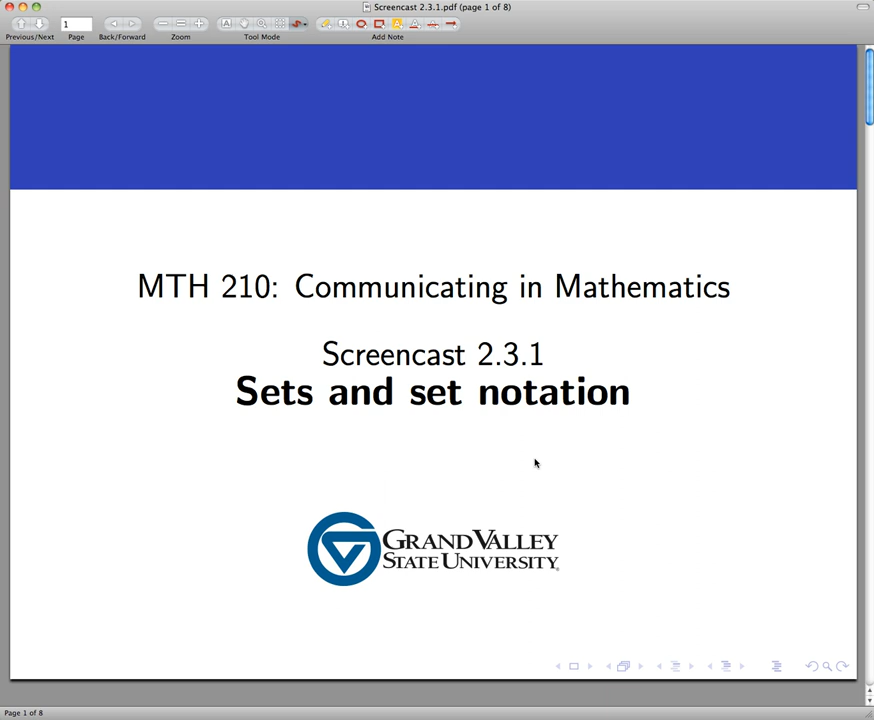 Screencast 2.3.1.pdf (page 1 of 8)
1
Previous/Next Page Back/Forward Zoom Tool Mode Add Note
MTH 210: Communicating in Mathematics
Screencast 2.3.1
Sets and set notation
GRAND VALLEY
STATE UNIVERSITY
Page 1 of 8